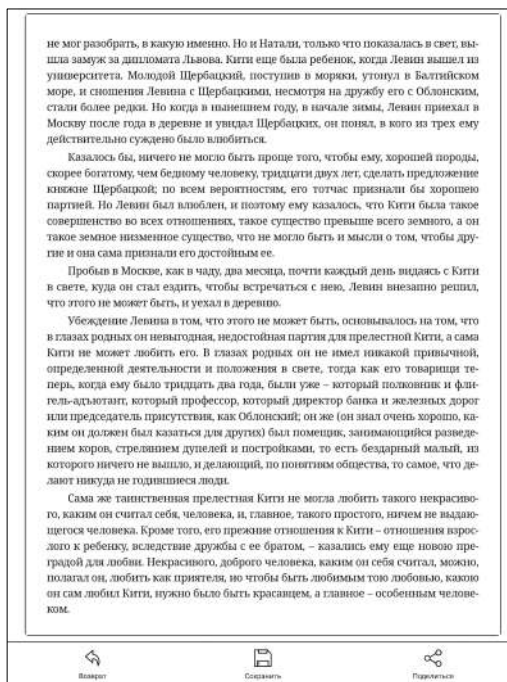 не мог разобрать, в какую именно. Но и Натали, только что показалась в свет, вы-
шла замуж за дипломата Львова. Кити еще была ребенок, когда Левин вышел из
университета. Молодой Щербацкий, поступив в моряки, утонул в Балтийском
море, и сношения Левина с Щербацкими, несмотря на дружбу его с Облонским,
стали более редки. Но когда в нынешнем году, в начале зимы, Левин приехал в
Москву после года в деревне и увидал Щербацких, он понял, в кого из трех ему
действительно суждено было влюбиться.
Казалось бы, ничего не могло быть проще того, чтобы ему, хорошей породы,
скорее богатому, чем бедному человеку, тридцати двух лет, сделать предложение
княжне Щербацкой; по всем вероятностям, его тотчас признали бы хорошею
партией. Но Левин был влюблен, и поэтому ему казалось, что Кити была такое
совершенство во всех отношениях, такое существо превыше всего земного, а он
такое земное низменное существо, что не могло быть и мысли о том, чтобы дру-
гие и она сама признали его достойным ее.
Пробыв в Москве, как в чаду, два месяца, почти каждый день видаясь с Кити
в свете, куда он стал ездить, чтобы встречаться с нею, Левин внезапно решил,
что этого не может быть, и уехал в деревню.
Убеждение Левина в том, что этого не может быть, основывалось на том, что
в глазах родных он невыгодная, недостойная партия для прелестной Кити, а сама
Кити не может любить его. В глазах родных он не имел никакой привычной,
определенной деятельности и положения в свете, тогда как его товарищи те-
перь, когда ему было тридцать два года, были уже – который полковник и фли-
гель-адъютант, который профессор, который директор банка и железных дорог
или председатель присутствия, как Облонский; он же (он знал очень хорошо, ка-
ким он должен был казаться для других) был помещик, занимающийся разведе-
нием коров, стрелянием дупелей и постройками, то есть бездарный малый, из
которого ничего не вышло, и делающий, по понятиям общества, то самое, что де-
лают никуда не годившиеся люди.
Сама же таинственная прелестная Кити не могла любить такого некрасиво-
го, каким он считал себя, человека, и, главное, такого простого, ничем не выдаю-
щегося человека. Кроме того, его прежние отношения к Кити – отношения взрос-
лого к ребенку, вследствие дружбы с ее братом, – казались ему еще новою пре-
градой для любви. Некрасивого, доброго человека, каким он себя считал, можно,
полагал он, любить как приятеля, но чтобы быть любимым тою любовью, какою
он сам любил Кити, нужно было быть красавцем, а главное – особенным челове-
ком.
Возврат
Сохранить
Поделиться